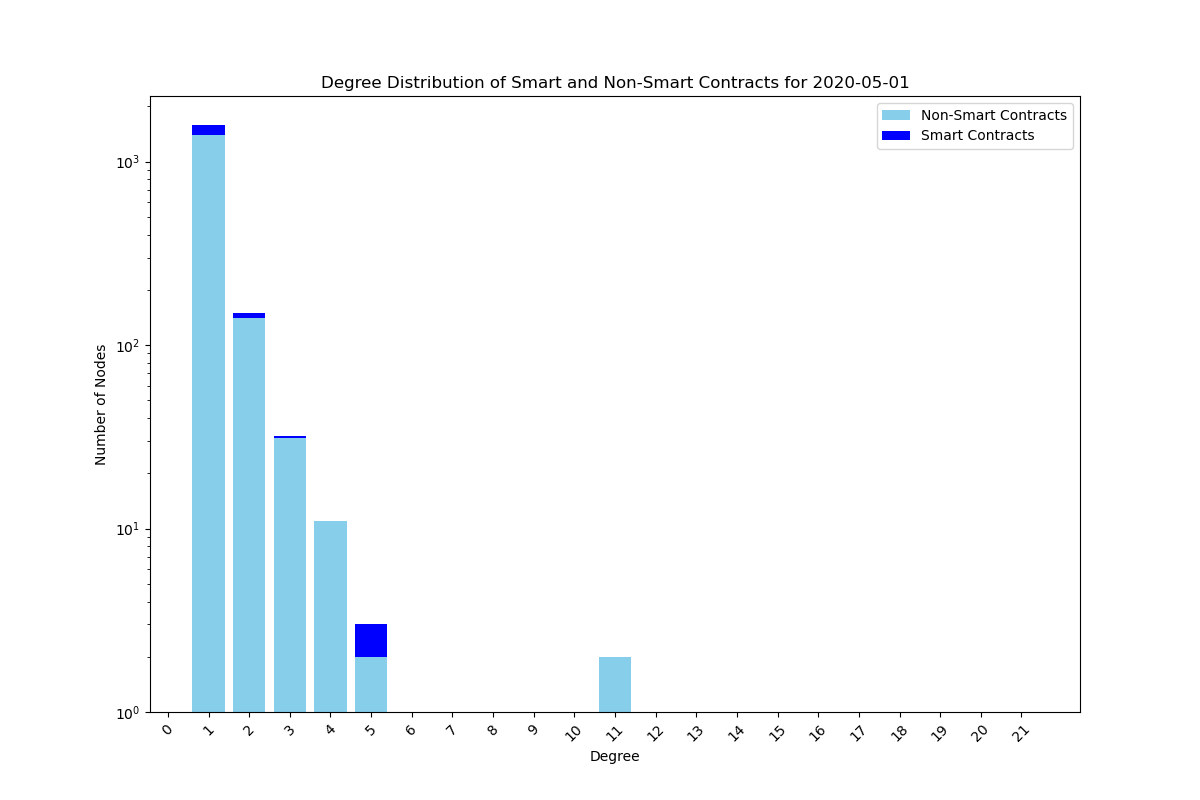 Degree Distribution of Smart and Non-Smart Contracts for 2020-05-01
Non-Smart Contracts
Smart Contracts
Number of Nodes
10³
10²
10¹
10⁰
0 1 2 3 4 5 6 7 8 9 10 11 12 13 14 15 16 17 18 19 20 21
Degree